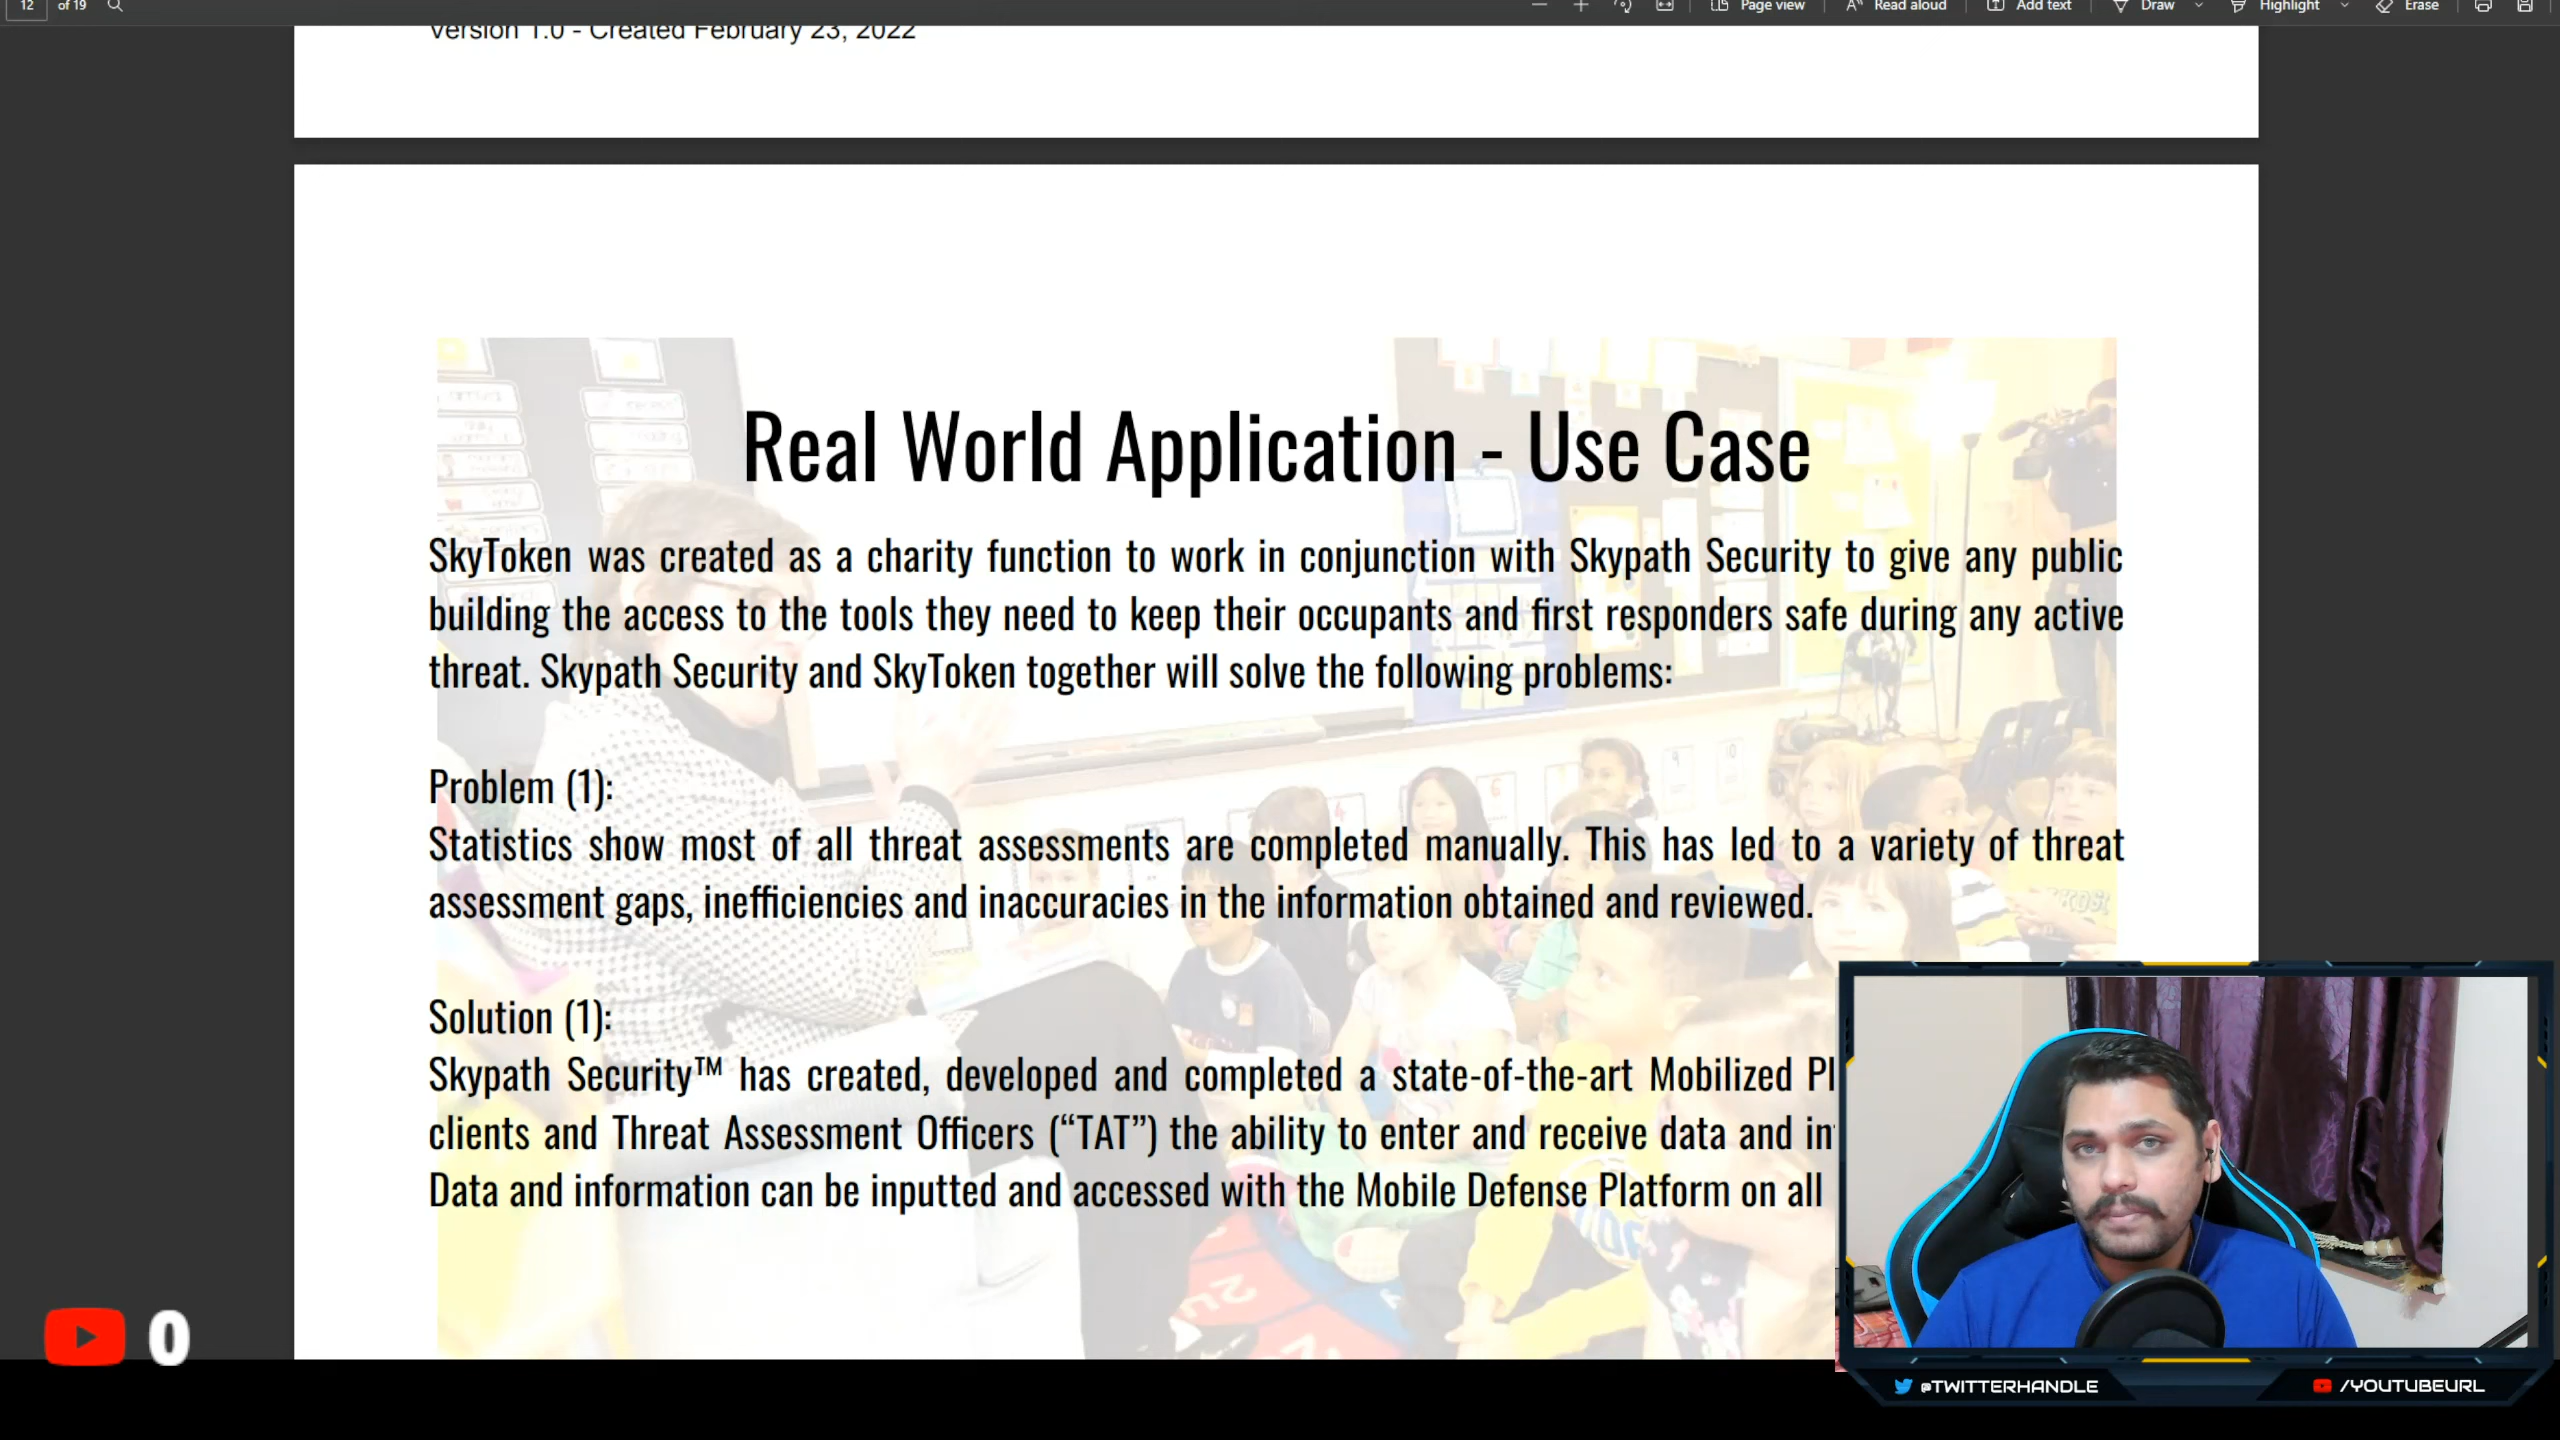 12 of 19 Page view Read aloud Add text Draw Highlight Erase
Version 1.0 - Created February 23, 2022
Real World Application - Use Case
SkyToken was created as a charity function to work in conjunction with Skypath Security to give any public
building the access to the tools they need to keep their occupants and first responders safe during any active
threat. Skypath Security and SkyToken together will solve the following problems:
Problem (1):
Statistics show most of all threat assessments are completed manually. This has led to a variety of threat
assessment gaps, inefficiencies and inaccuracies in the information obtained and reviewed.
Solution (1):
Skypath Security™ has created, developed and completed a state-of-the-art Mobilized
clients and Threat Assessment Officers (“TAT”) the ability to enter and receive data and
Data and information can be inputted and accessed with the Mobile Defense Platform on all
0
@TWITTERHANDLE /YOUTUBEURL